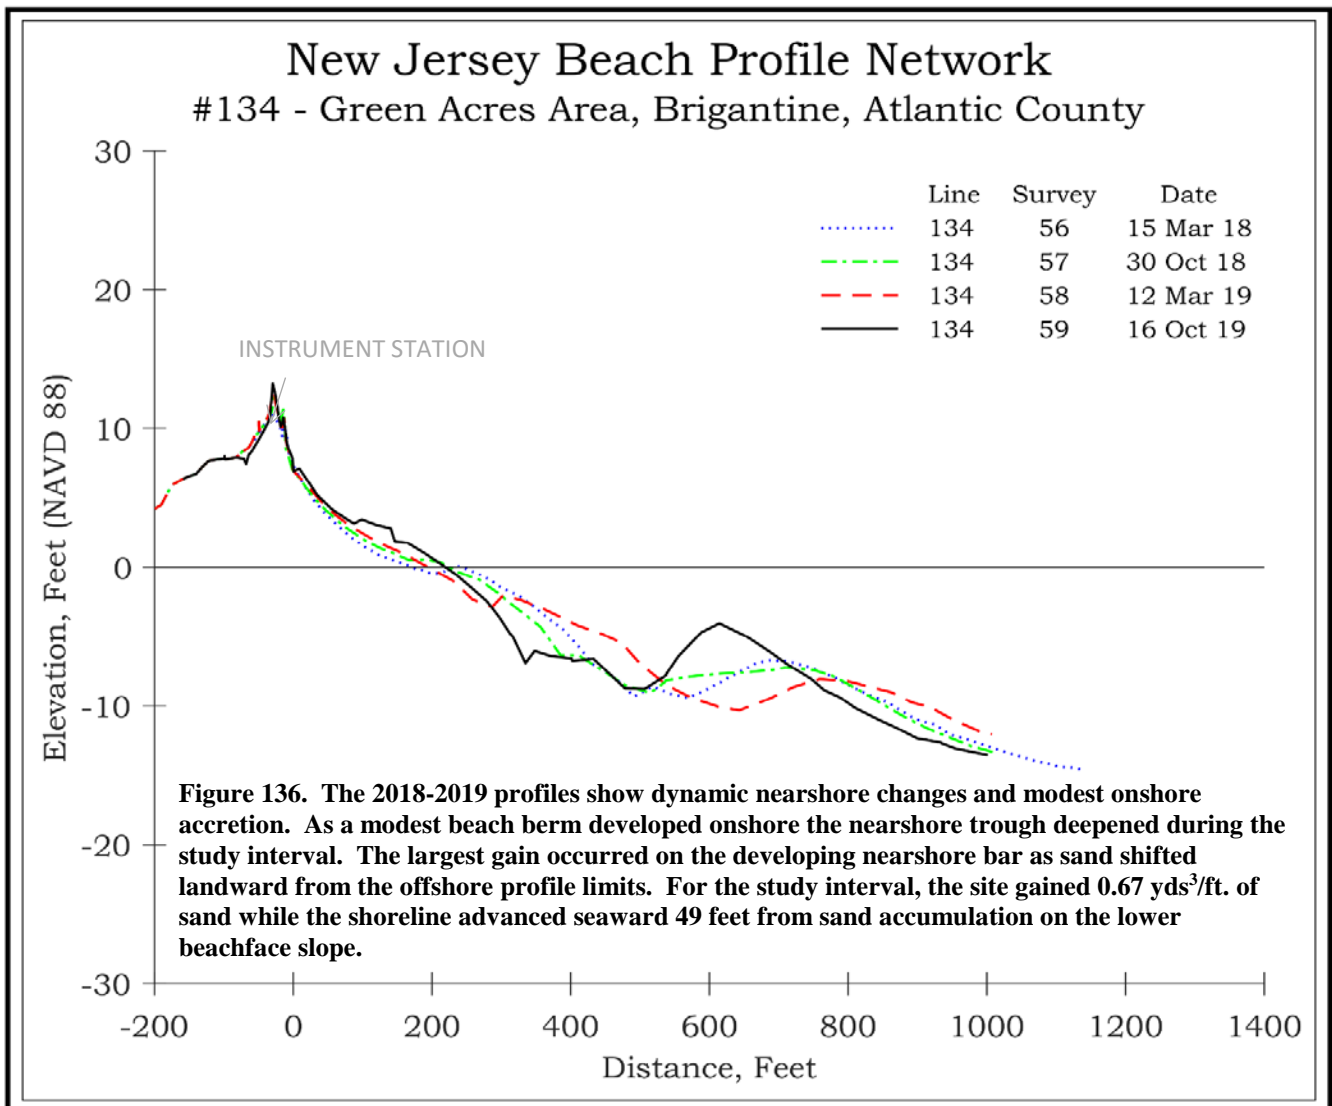 New Jersey Beach Profile Network
#134 - Green Acres Area, Brigantine, Atlantic County
30
20
10
0
-10
-20
-30
Elevation, Feet (NAVD 88)
Line Survey Date
134 56 15 Mar 18
134 57 30 Oct 18
134 58 12 Mar 19
134 59 16 Oct 19
INSTRUMENT STATION
Figure 136. The 2018-2019 profiles show dynamic nearshore changes and modest onshore
accretion. As a modest beach berm developed onshore the nearshore trough deepened during the
study interval. The largest gain occurred on the developing nearshore bar as sand shifted
landward from the offshore profile limits. For the study interval, the site gained 0.67 yds³/ft. of
sand while the shoreline advanced seaward 49 feet from sand accumulation on the lower
beachface slope.
-200 0 200 400 600 800 1000 1200 1400
Distance, Feet